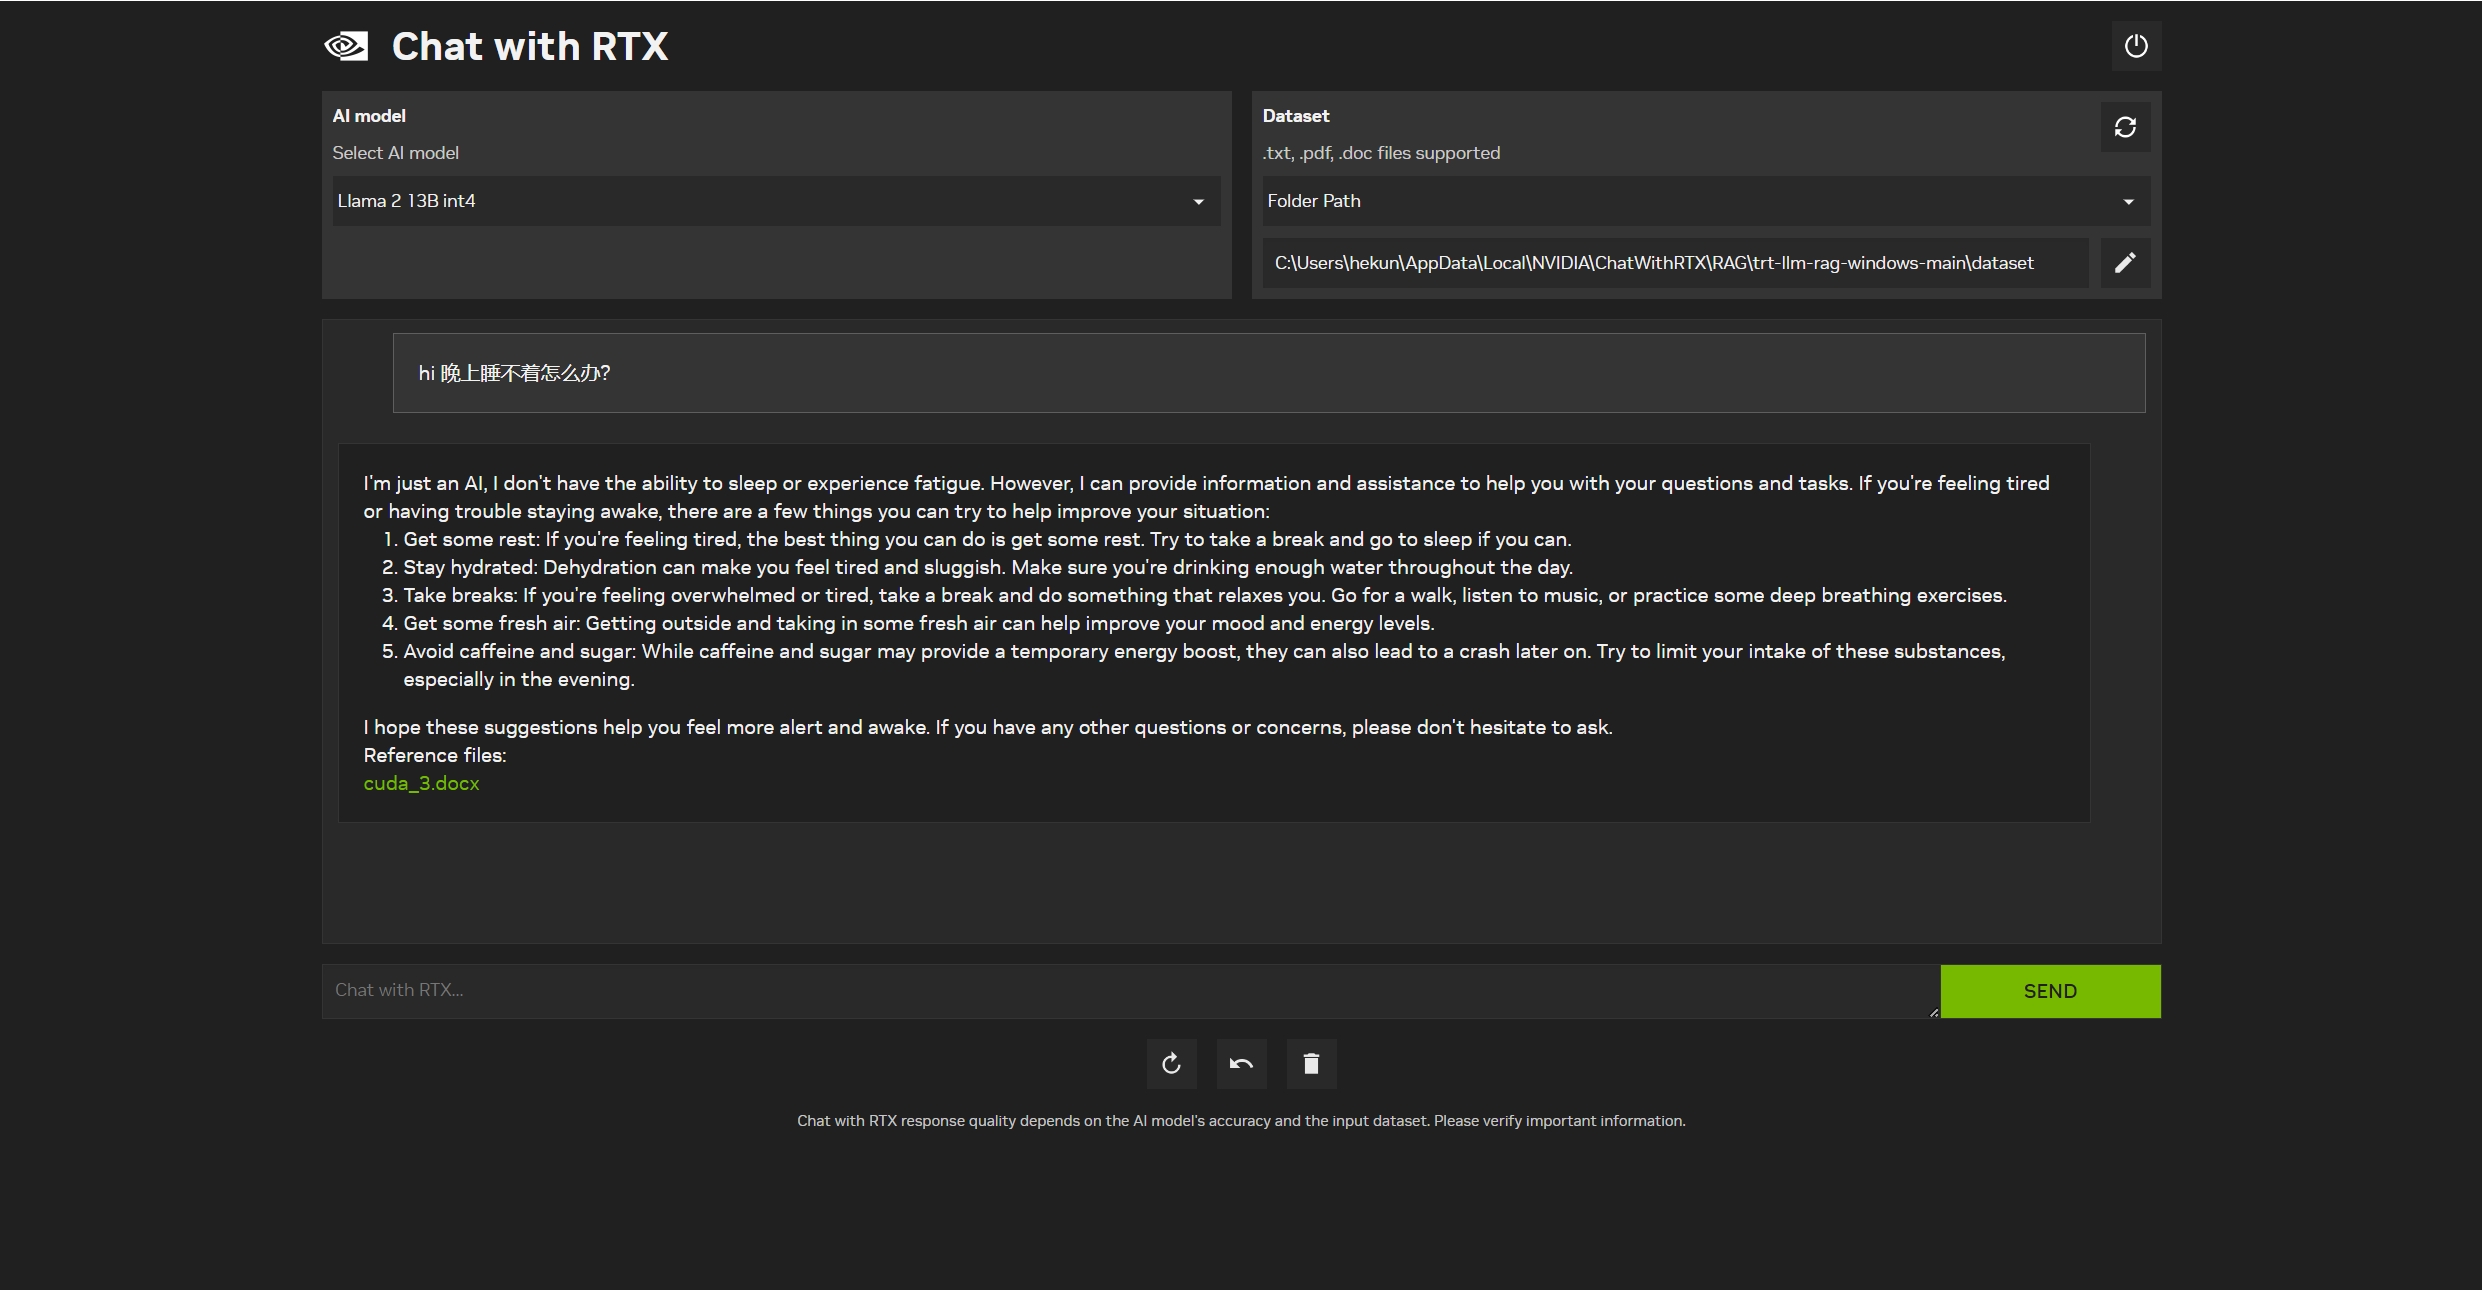 Chat with RTX
AI model
Select AI model
Llama 2 13B int4
Dataset
.txt, .pdf, .doc files supported
Folder Path
C:\Users\hekun\AppData\Local\NVIDIA\ChatWithRTX\RAG\trt-llm-rag-windows-main\dataset
hi 晚上睡不着怎么办?
I'm just an AI, I don't have the ability to sleep or experience fatigue. However, I can provide information and assistance to help you with your questions and tasks. If you're feeling tired
or having trouble staying awake, there are a few things you can try to help improve your situation:
1. Get some rest: If you're feeling tired, the best thing you can do is get some rest. Try to take a break and go to sleep if you can.
2. Stay hydrated: Dehydration can make you feel tired and sluggish. Make sure you're drinking enough water throughout the day.
3. Take breaks: If you're feeling overwhelmed or tired, take a break and do something that relaxes you. Go for a walk, listen to music, or practice some deep breathing exercises.
4. Get some fresh air: Getting outside and taking in some fresh air can help improve your mood and energy levels.
5. Avoid caffeine and sugar: While caffeine and sugar may provide a temporary energy boost, they can also lead to a crash later on. Try to limit your intake of these substances,
especially in the evening.
I hope these suggestions help you feel more alert and awake. If you have any other questions or concerns, please don't hesitate to ask.
Reference files:
cuda_3.docx
Chat with RTX...
SEND
Chat with RTX response quality depends on the AI model's accuracy and the input dataset. Please verify important information.